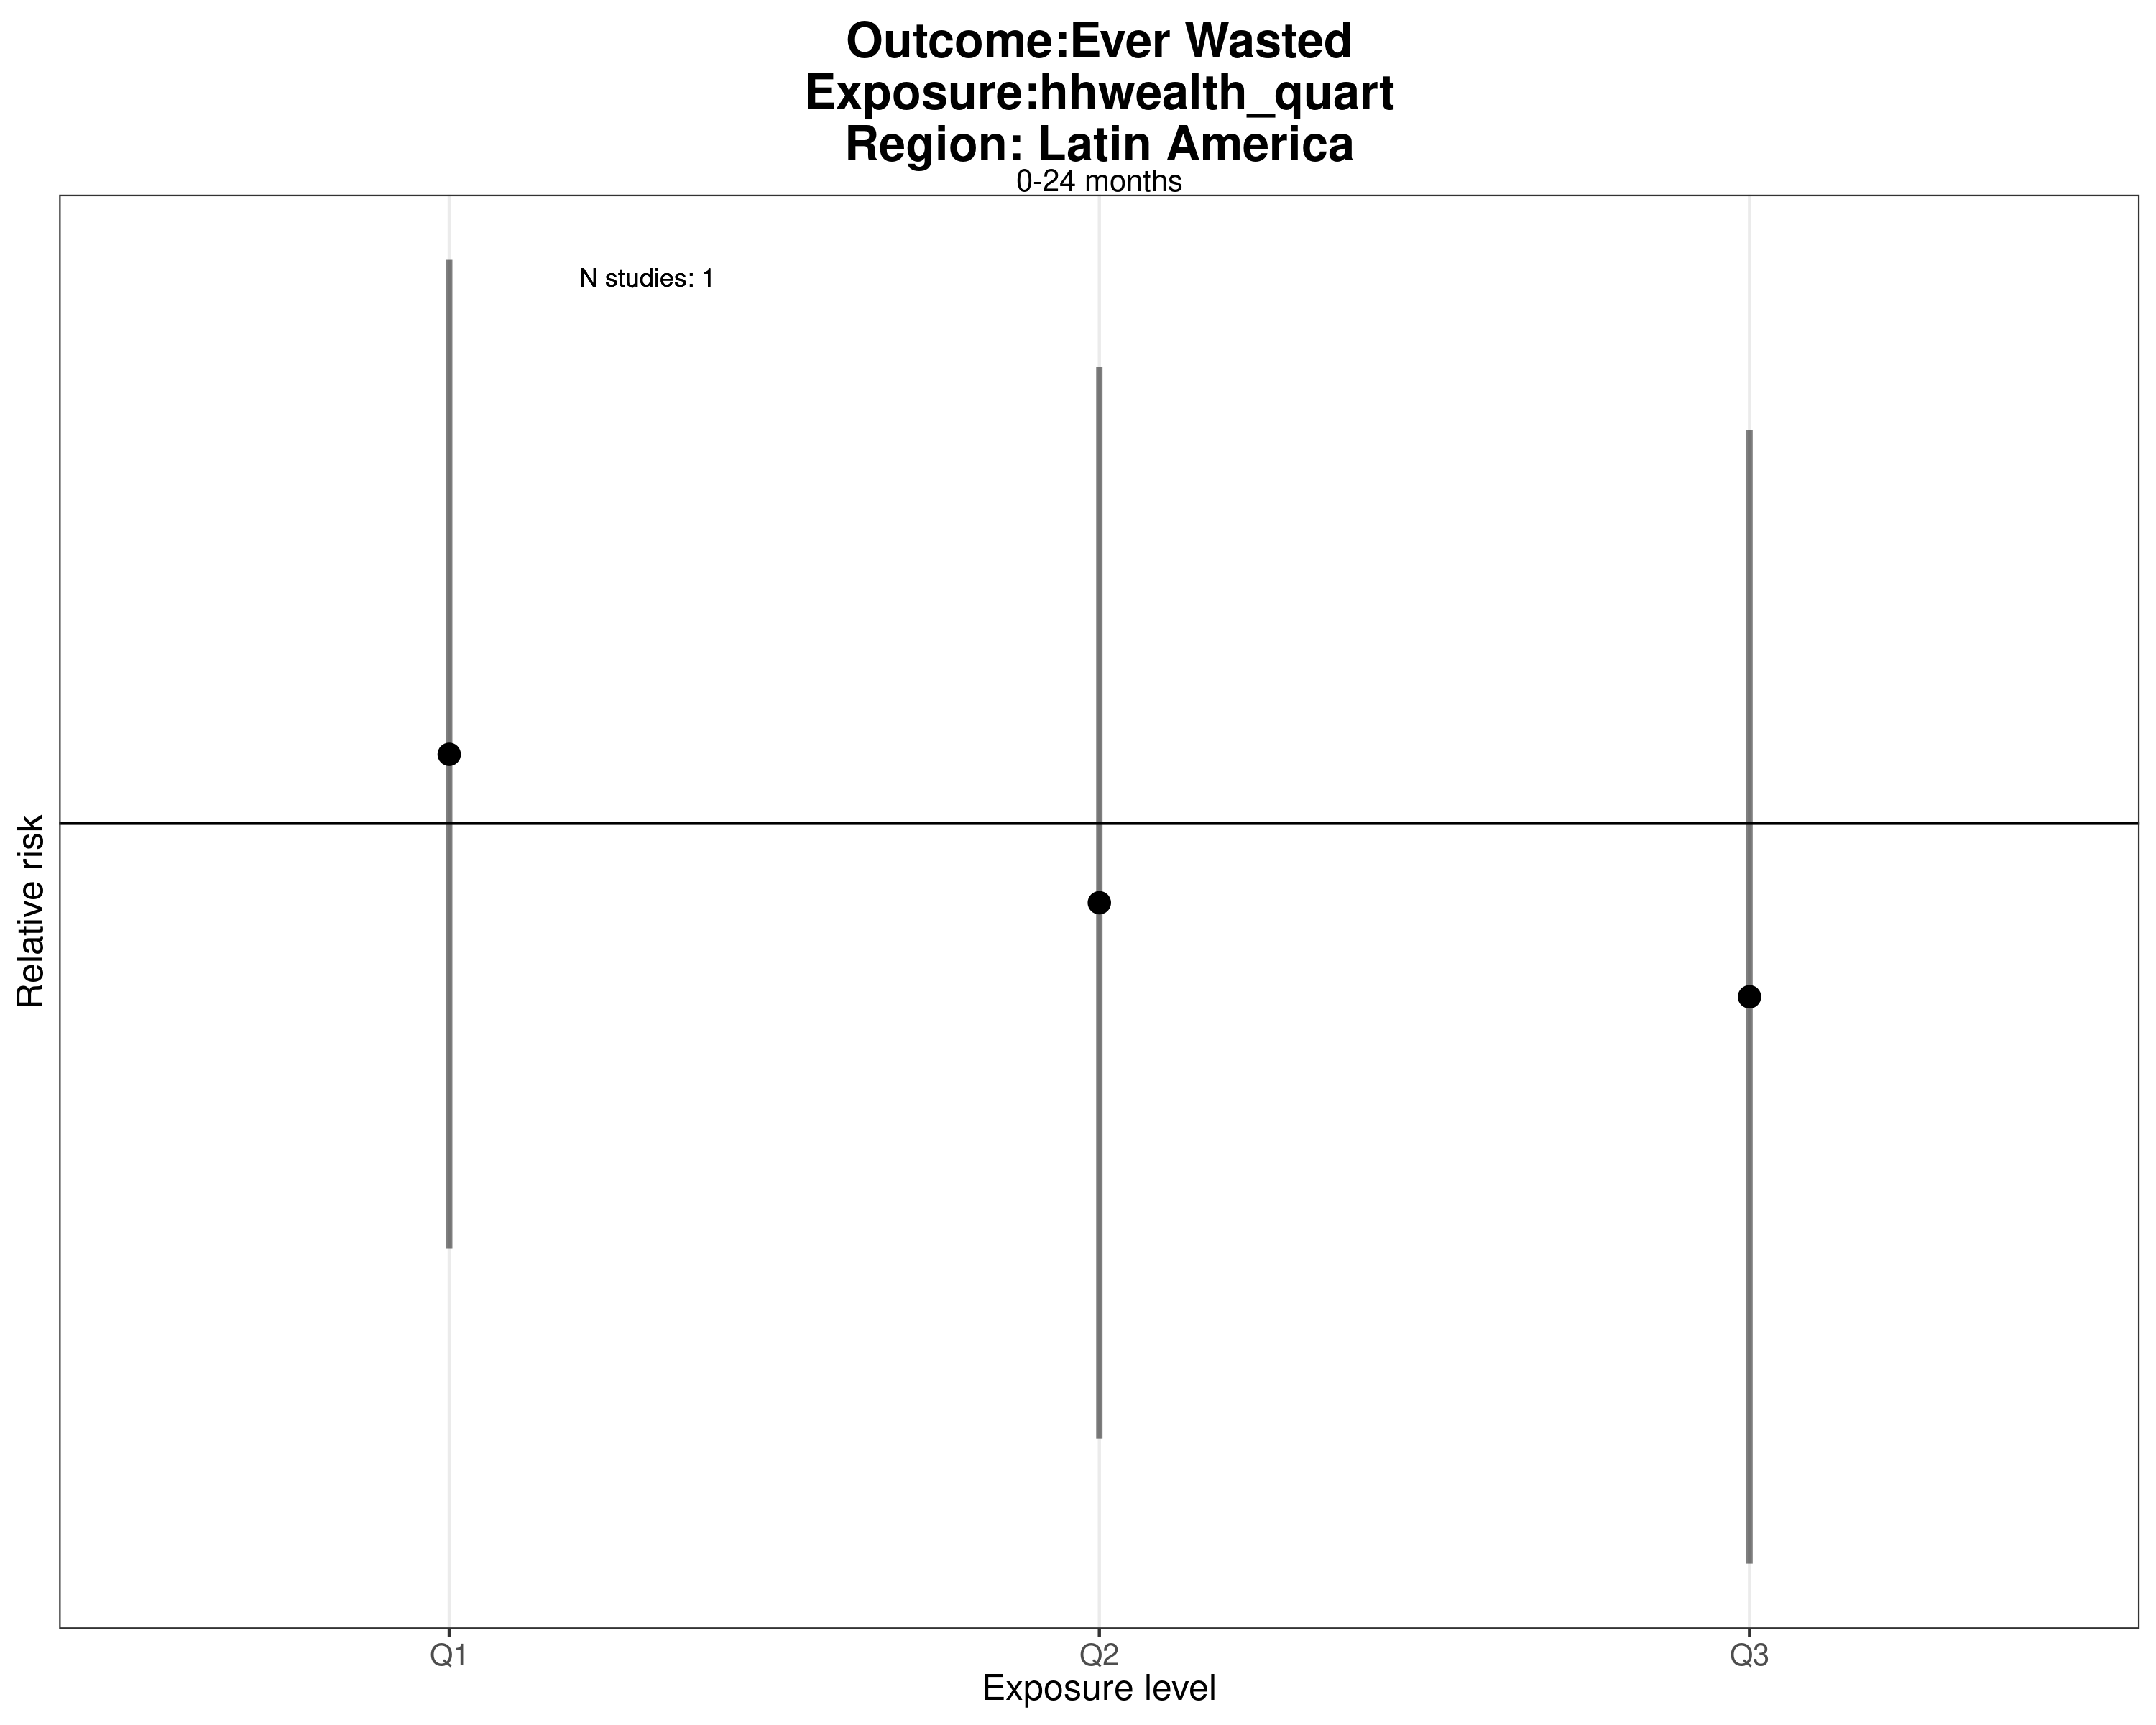 Outcome:Ever Wasted
Exposure:hhwealth_quart
Region: Latin America
0-24 months
N studies: 1
Relative risk
Q1
Q2
Q3
Exposure level